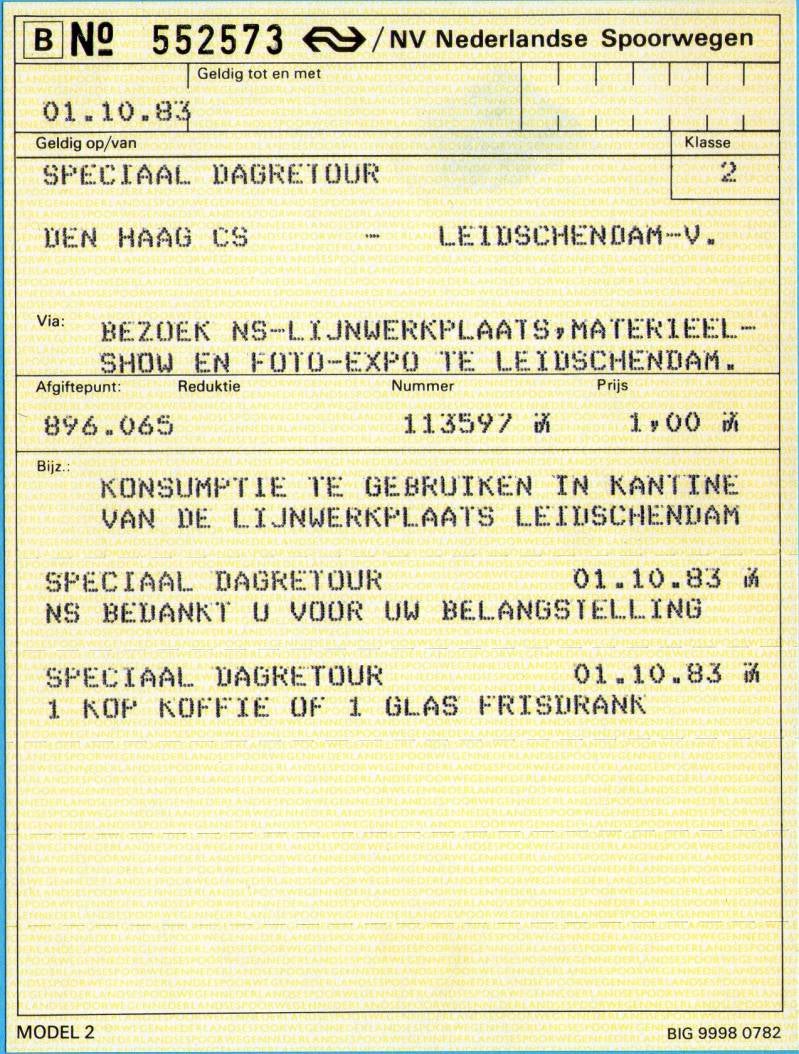 B Nº 552573 / NV Nederlandse Spoorwegen
Geldig tot en met
01.10.83
Geldig op/van Klasse
SPECIAAL DAGRETOUR 2
DEN HAAG CS - LEIDSCHENDAM-V.
Via: BEZOEK NS-LIJNWERKPLAATS,MATERIEEL-
SHOW EN FOTO-EXPO TE LEIDSCHENDAM.
Afgiftepunt: Reduktie Nummer Prijs
896.065 113597 1,00
Bijz.:
KONSUMPTIE TE GEBRUIKEN IN KANTINE
VAN DE LIJNWERKPLAATS LEIDSCHENDAM
SPECIAAL DAGRETOUR 01.10.83
NS BEDANKT U VOOR UW BELANGSTELLING
SPECIAAL DAGRETOUR 01.10.83
1 KOP KOFFIE OF 1 GLAS FRISDRANK
MODEL 2 BIG 9998 0782